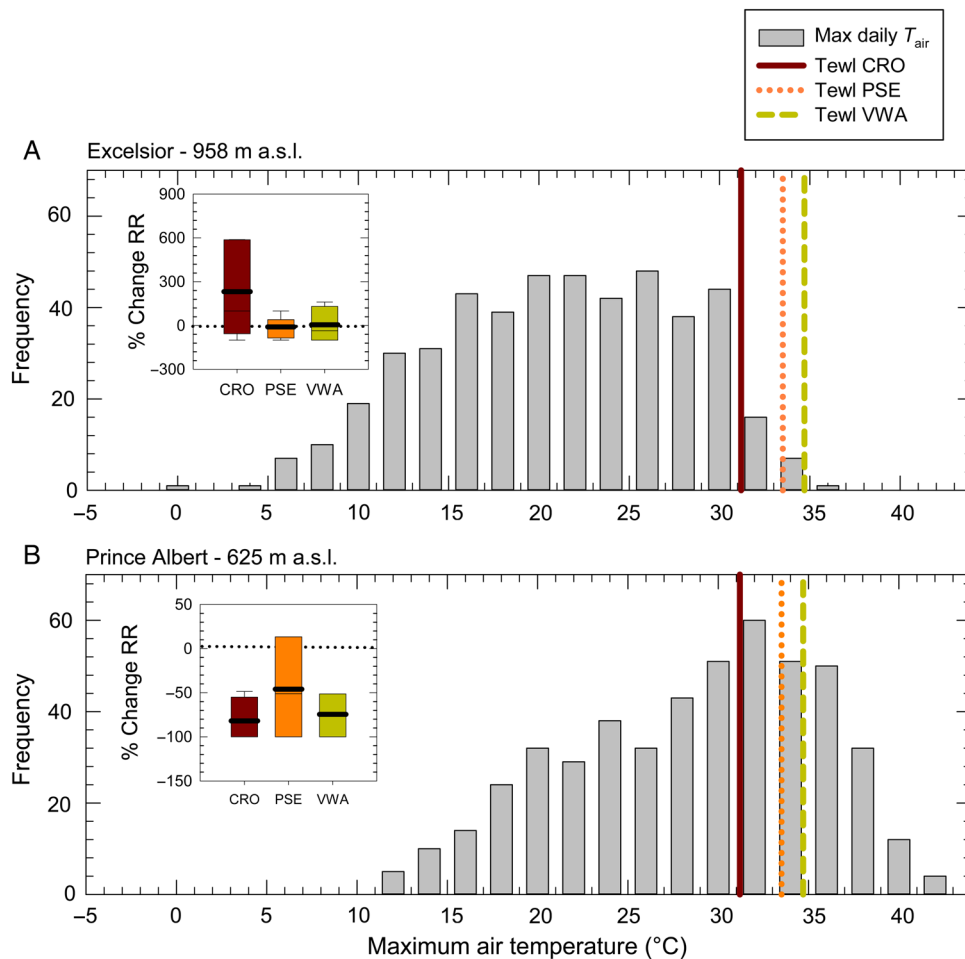 Max daily Tair
Tewl CRO
Tewl PSE
Tewl VWA
A
Excelsior - 958 m a.s.l.
900
600
300
0
−300
% Change RR
CRO PSE VWA
60
40
20
0
Frequency
−5 0 5 10 15 20 25 30 35 40
B
Prince Albert - 625 m a.s.l.
50
0
−50
−100
−150
% Change RR
CRO PSE VWA
60
40
20
0
Frequency
−5 0 5 10 15 20 25 30 35 40
Maximum air temperature (°C)